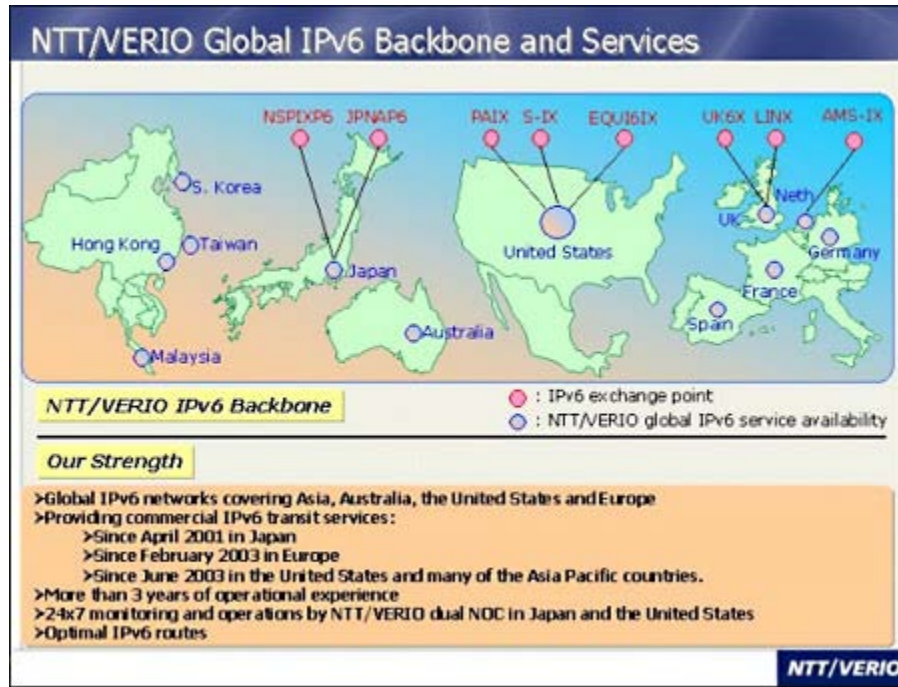 NTT/VERIO Global IPv6 Backbone and Services
NSPIXP6 JPNAP6 PAIX S-IX EQUI6IX UK6X LINX AMS-IX
S. Korea
Neth
Hong Kong Taiwan
UK
United States
Germany
Japan
France
Spain
Australia
Malaysia
NTT/VERIO IPv6 Backbone
: IPv6 exchange point
: NTT/VERIO global IPv6 service availability
Our Strength
➢Global IPv6 networks covering Asia, Australia, the United States and Europe
➢Providing commercial IPv6 transit services:
➢Since April 2001 in Japan
➢Since February 2003 in Europe
➢Since June 2003 in the United States and many of the Asia Pacific countries.
➢More than 3 years of operational experience
➢24x7 monitoring and operations by NTT/VERIO dual NOC in Japan and the United States
➢Optimal IPv6 routes
NTT/VERIO